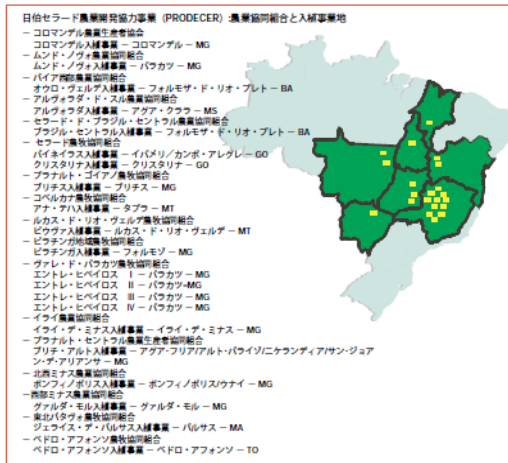 日伯セラード農業開発協力事業（PRODECER）:農業協同組合と入植事業地
－ コロマンデル農業生産者協会
コロマンデル入植事業 － コロマンデル － MG
－ ムンド・ノヴォ農業協同組合
ムンド・ノヴォ入植事業 － パラカツ － MG
－ バイア西部農業協同組合
オウロ・ヴェルデ入植事業 － フォルモザ・ド・リオ・プレト － BA
－ アルヴォラダ・ド・スル農業協同組合
アルヴォラダ入植事業 － アグア・クララ － MS
－ セラード・ド・ブラジル・セントラル農業協同組合
ブラジル・セントラル入植事業 － フォルモザ・ド・リオ・プレト － BA
－ セラード農牧協同組合
パイネイラス入植事業 － イパメリ／カンポ・アレグレ － GO
クリスタリナ入植事業 － クリスタリナ － GO
－ プラナルト・ゴイアノ農牧協同組合
ブリチス入植事業 － ブリチス － MG
－ コペルカナ農牧協同組合
アナ・テハ入植事業 － タプラ － MT
－ ルカス・ド・リオ・ヴェルデ農牧協同組合
ピウヴァ入植事業 － ルカス・ド・リオ・ヴェルデ － MT
－ ピラチンガ地域農牧協同組合
ピラチンガ入植事業 － フォルモゾ － MG
－ ヴァレ・ド・パラカツ農牧協同組合
エントレ・ヒベイロス Ⅰ － パラカツ － MG
エントレ・ヒベイロス Ⅱ － パラカツ－MG
エントレ・ヒベイロス Ⅲ － パラカツ － MG
エントレ・ヒベイロス Ⅳ － パラカツ － MG
－ イライ農業協同組合
イライ・デ・ミナス入植事業 － イライ・デ・ミナス － MG
－ プラナルト・セントラル農業生産者協同組合
ブリチ・アルト入植事業 － アグア・フリア/アルト・パライゾ/ニケランディア/サン・ジョア
ン・デ・アリアンサ － MG
－ 北西ミナス農業協同組合
ボンフィノポリス入植事業 － ボンフィノポリス/ウナイ － MG
－西部ミナス農業協同組合
グァルダ・モル入植事業 － グァルダ・モル － MG
－ 東北バタヴォ農牧協同組合
ジェライス・デ・バルサス入植事業 － バルサス － MA
－ ペドロ・アフォンソ農牧協同組合
ペドロ・アフォンソ入植事業 － ペドロ・アフォンソ － TO